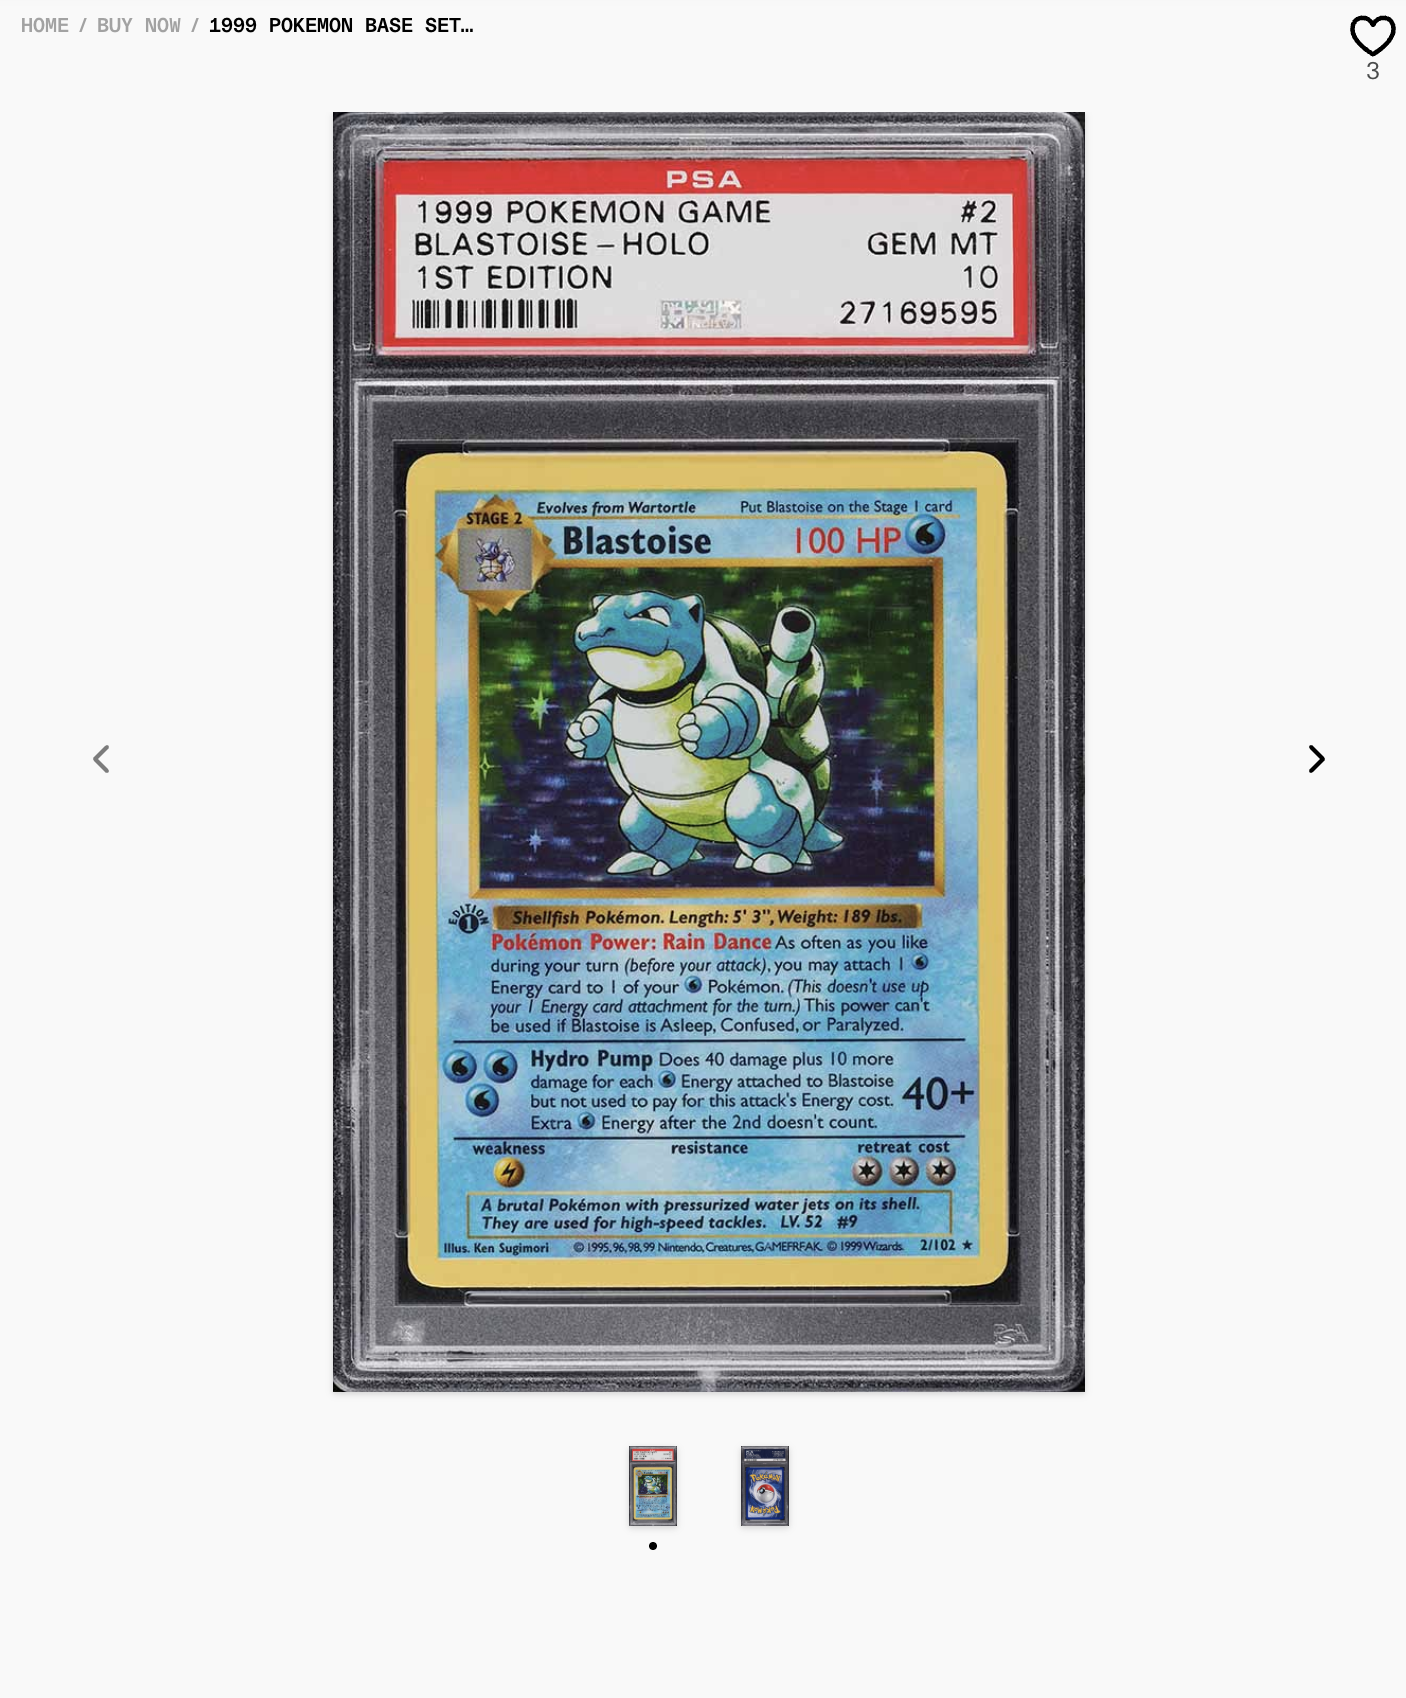 HOME / BUY NOW / 1999 POKEMON BASE SET…
3
PSA
1999 POKEMON GAME #2
BLASTOISE – HOLO GEM MT
1ST EDITION 10
27169595
Evolves from Wartortle Put Blastoise on the Stage 1 card
STAGE 2
Blastoise 100 HP
EDITION
1
Shellfish Pokémon. Length: 5' 3", Weight: 189 lbs.
Pokémon Power: Rain Dance As often as you like
during your turn (before your attack), you may attach 1
Energy card to 1 of your Pokémon. (This doesn't use up
your 1 Energy card attachment for the turn.) This power can't
be used if Blastoise is Asleep, Confused, or Paralyzed.
Hydro Pump Does 40 damage plus 10 more
damage for each Energy attached to Blastoise
but not used to pay for this attack's Energy cost.
Extra Energy after the 2nd doesn't count.
40+
weakness resistance retreat cost
A brutal Pokémon with pressurized water jets on its shell.
They are used for high-speed tackles. LV. 52 #9
Illus. Ken Sugimori © 1995, 96, 98, 99 Nintendo, Creatures, GAMEFREAK. © 1999 Wizards. 2/102 ★
PSA